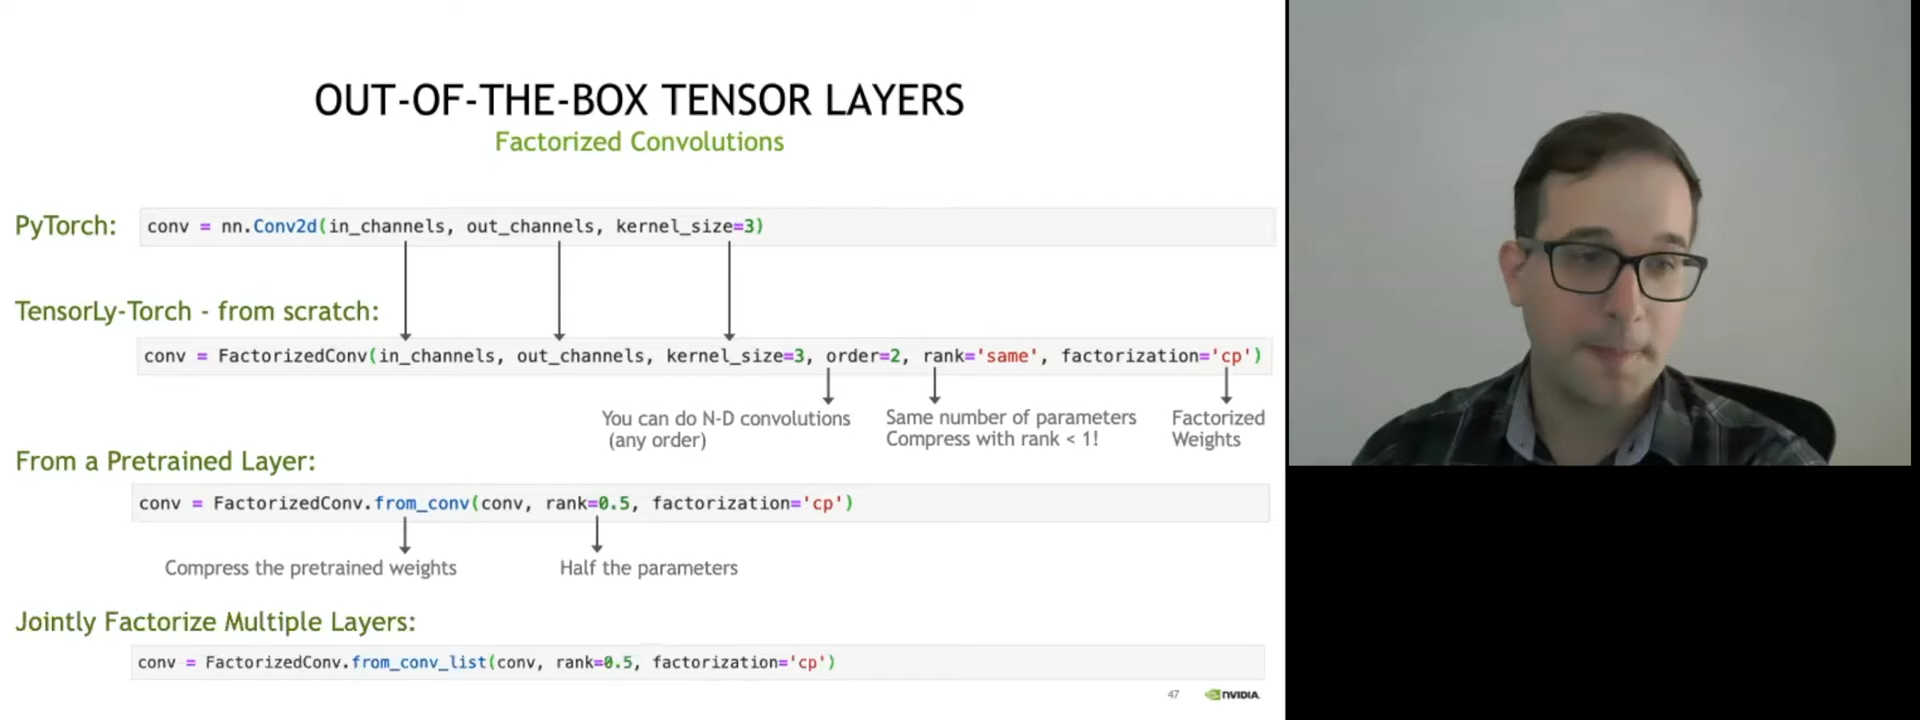 OUT-OF-THE-BOX TENSOR LAYERS
Factorized Convolutions
PyTorch:
conv = nn.Conv2d(in_channels, out_channels, kernel_size=3)
TensorLy-Torch - from scratch:
conv = FactorizedConv(in_channels, out_channels, kernel_size=3, order=2, rank='same', factorization='cp')
You can do N-D convolutions
(any order)
Same number of parameters
Compress with rank < 1!
Factorized
Weights
From a Pretrained Layer:
conv = FactorizedConv.from_conv(conv, rank=0.5, factorization='cp')
Compress the pretrained weights
Half the parameters
Jointly Factorize Multiple Layers:
conv = FactorizedConv.from_conv_list(conv, rank=0.5, factorization='cp')
47
NVIDIA